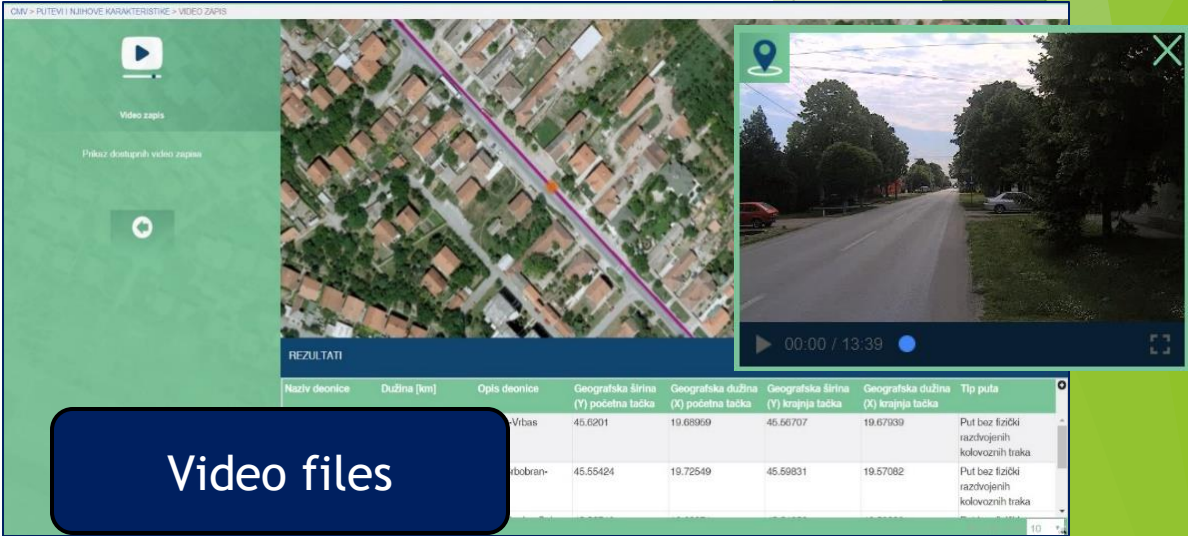 CMV > PUTEVI I NJIHOVE KARAKTERISTIKE > VIDEO ZAPIS
Video zapis
Prikaz dostupnih video zapisa
00:00 / 13:39
REZULTATI
Naziv deonice Dužina [km] Opis deonice Geografska širina Geografska dužina Geografska širina Geografska dužina Tip puta
(Y) početna tačka (X) početna tačka (Y) krajnja tačka (X) krajnja tačka
-Vrbas 45.6201 19.68959 45.56707 19.67939 Put bez fizički
razdvojenih
kolovoznih traka
rbobran- 45.55424 19.72549 45.59831 19.57082 Put bez fizički
razdvojenih
kolovoznih traka
Video files
10